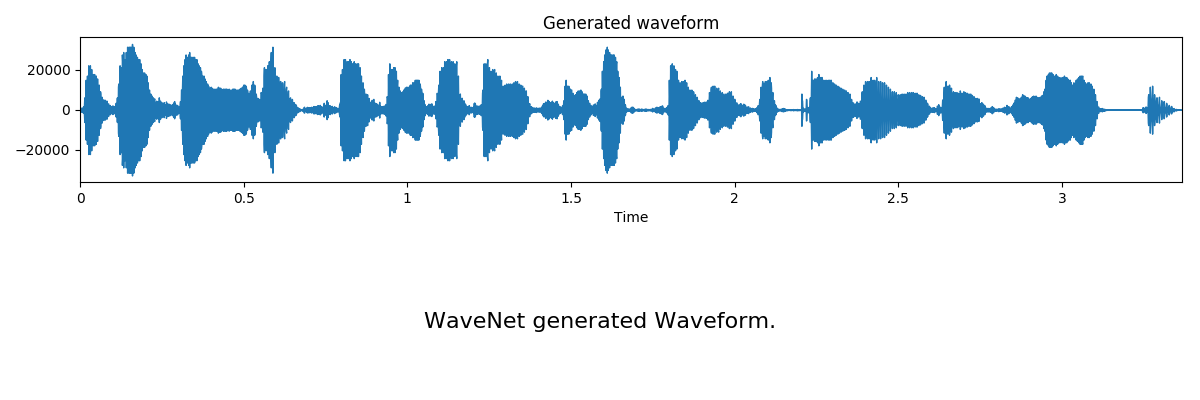 Generated waveform
20000
0
−20000
0 0.5 1 1.5 2 2.5 3
Time
WaveNet generated Waveform.